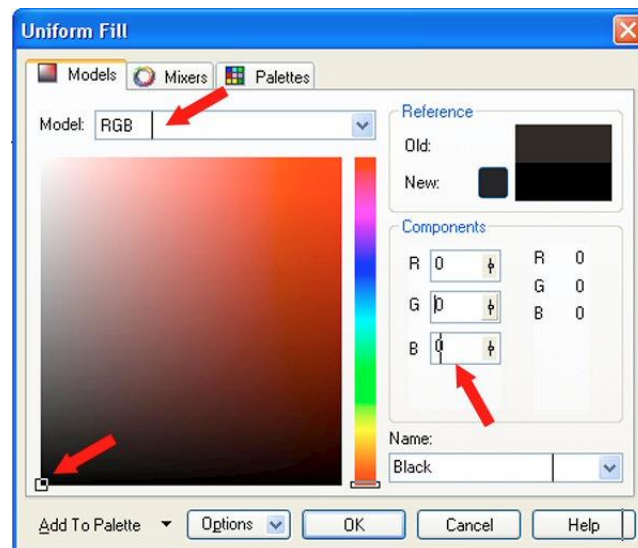 Uniform Fill
Models Mixers Palettes
Model: RGB
Reference
Old:
New:
Components
R 0 R 0
G 0 G 0
B 0 B 0
Name:
Black
Add To Palette Options OK Cancel Help